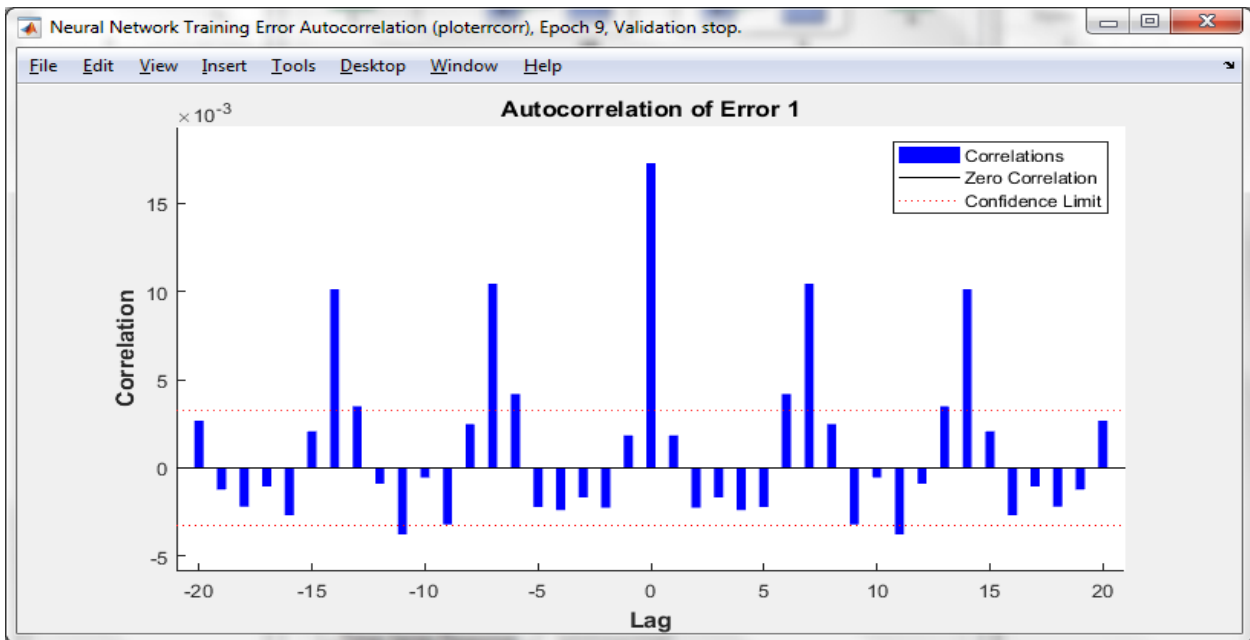 Neural Network Training Error Autocorrelation (ploterrcorr), Epoch 9, Validation stop.
File Edit View Insert Tools Desktop Window Help
Autocorrelation of Error 1
× 10⁻³
Correlations
Zero Correlation
Confidence Limit
15
10
5
0
-5
Correlation
-20 -15 -10 -5 0 5 10 15 20
Lag